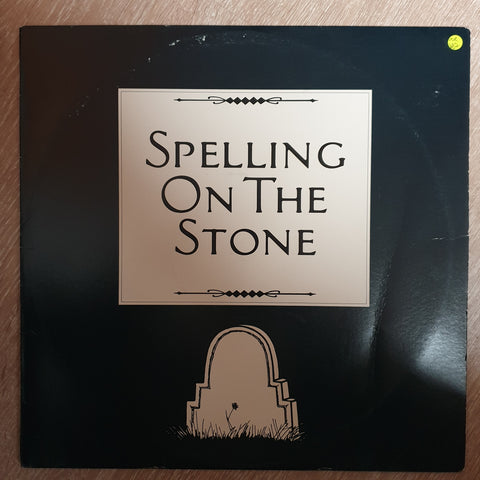 SPELLING
ON THE
STONE